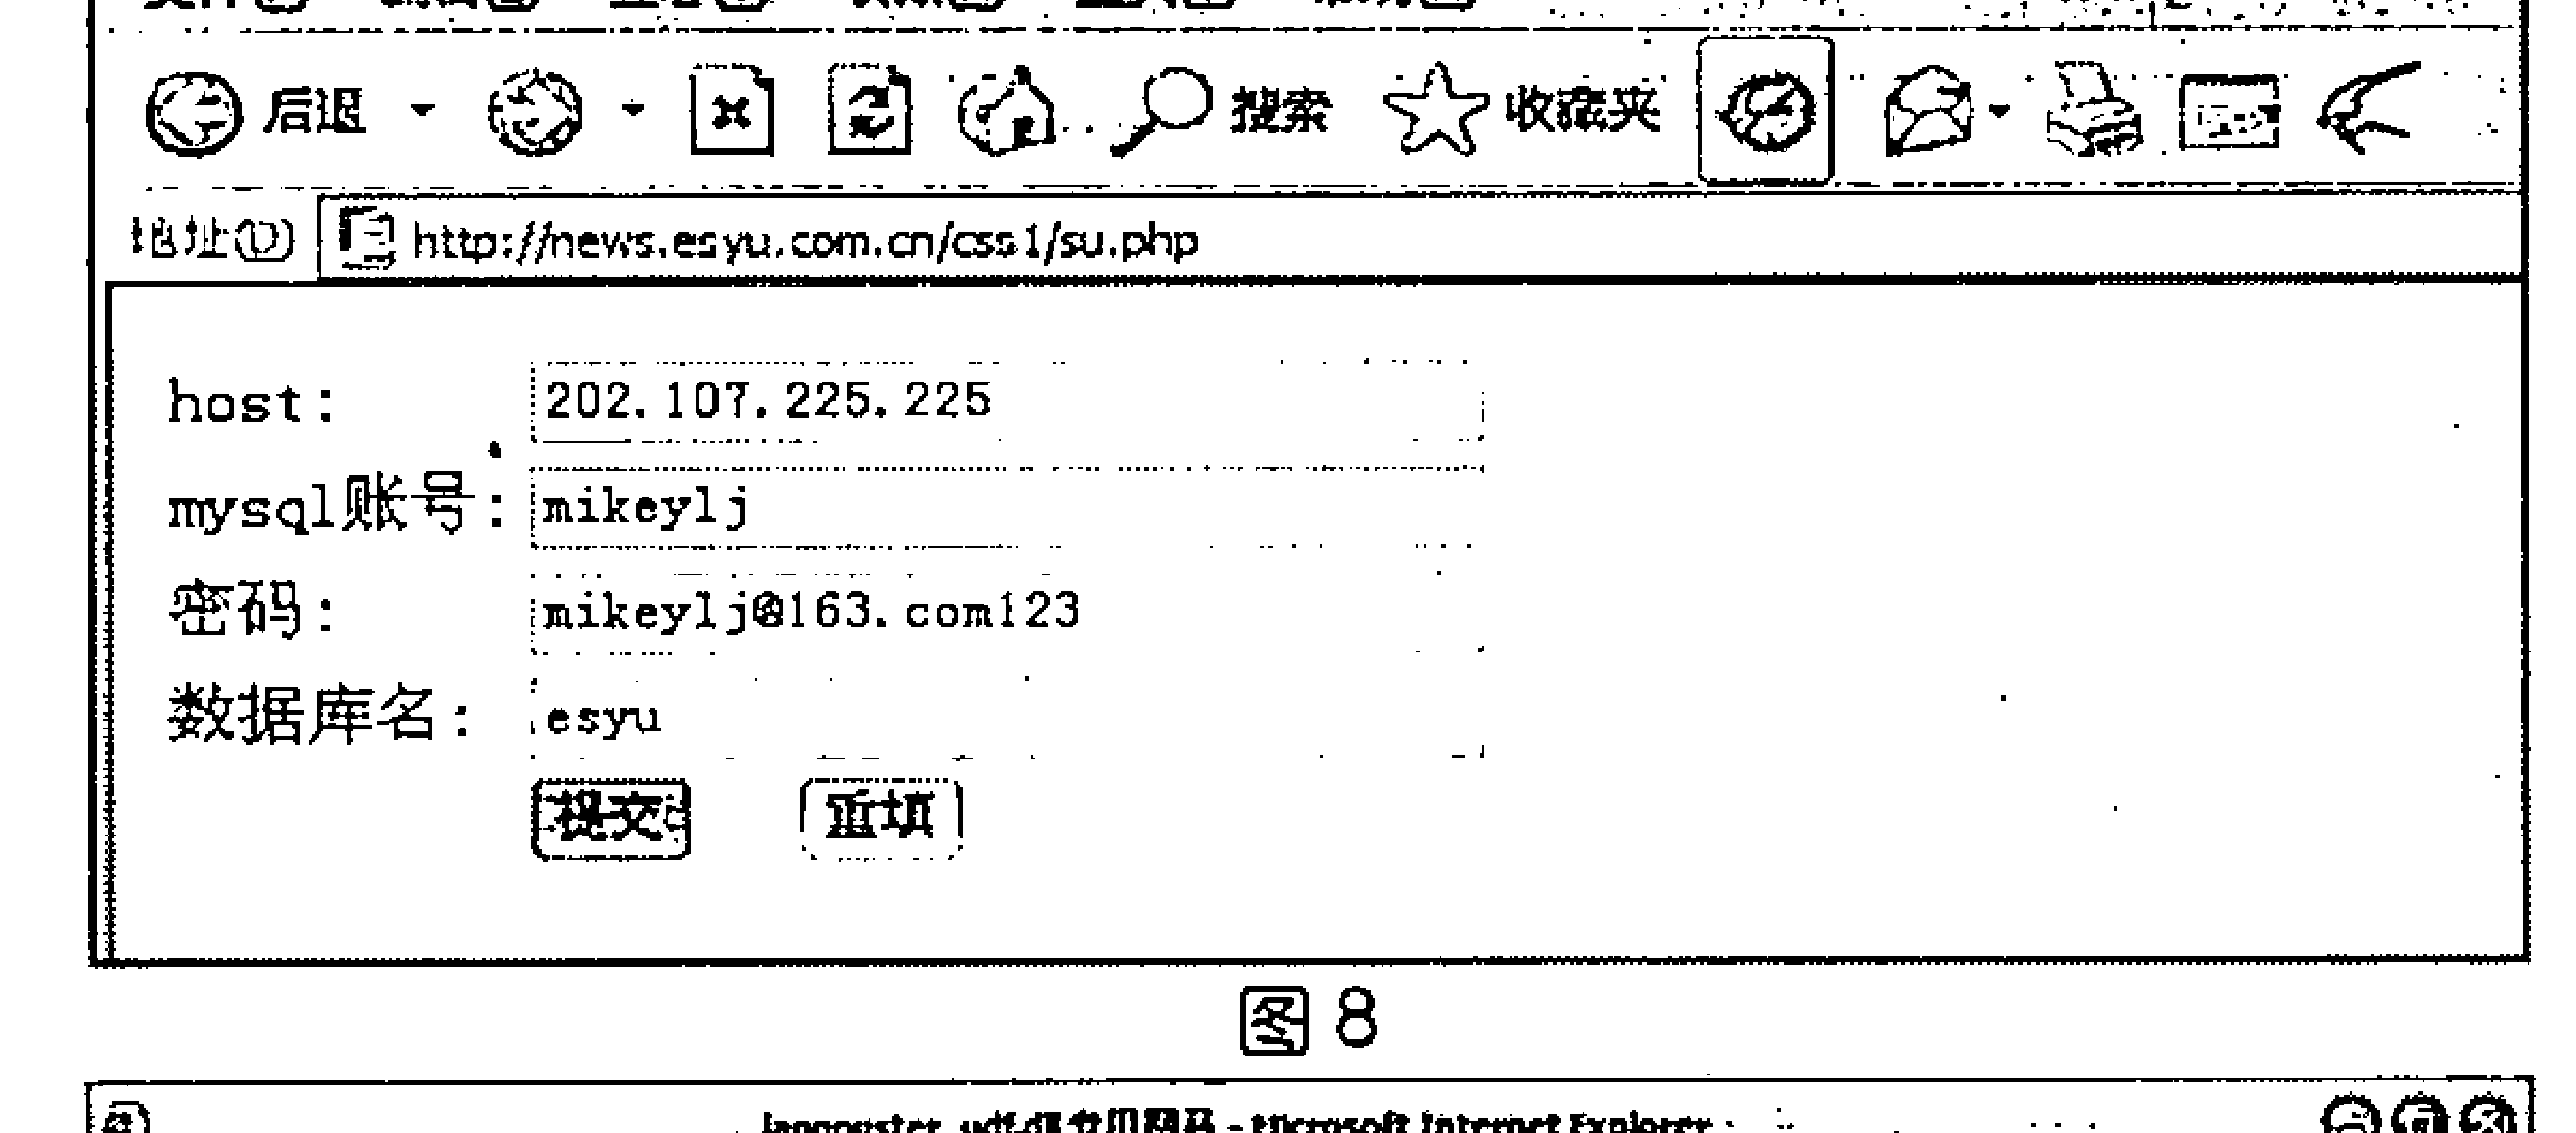 后退 搜索 收藏夹
地址(D) http://news.esyu.com.cn/css1/su.php
host: 202.107.225.225
mysql账号: mikeylj
密码: mikeylj@163.com123
数据库名: esyu
提交 重填
图 8
- Microsoft Internet Explorer